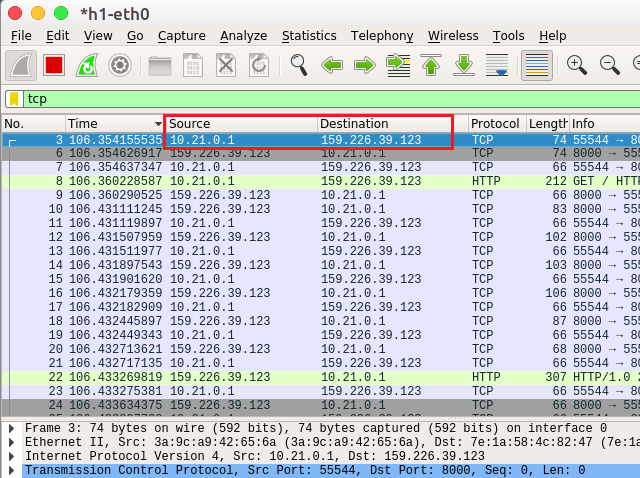 *h1-eth0
File Edit View Go Capture Analyze Statistics Telephony Wireless Tools Help
tcp
No. Time Source Destination Protocol Length Info
3 106.354155535 10.21.0.1 159.226.39.123 TCP 74 55544 → 80
6 106.354626917 159.226.39.123 10.21.0.1 TCP 74 8000 → 555
7 106.354637347 10.21.0.1 159.226.39.123 TCP 66 55544 → 80
8 106.360228587 10.21.0.1 159.226.39.123 HTTP 212 GET / HTTP
9 106.360290525 159.226.39.123 10.21.0.1 TCP 66 8000 → 555
10 106.431111245 159.226.39.123 10.21.0.1 TCP 83 8000 → 555
11 106.431119897 10.21.0.1 159.226.39.123 TCP 66 55544 → 80
12 106.431507959 159.226.39.123 10.21.0.1 TCP 102 8000 → 555
13 106.431511977 10.21.0.1 159.226.39.123 TCP 66 55544 → 80
14 106.431897543 159.226.39.123 10.21.0.1 TCP 103 8000 → 555
15 106.431901620 10.21.0.1 159.226.39.123 TCP 66 55544 → 80
16 106.432179359 159.226.39.123 10.21.0.1 TCP 106 8000 → 555
17 106.432182909 10.21.0.1 159.226.39.123 TCP 66 55544 → 80
18 106.432445897 159.226.39.123 10.21.0.1 TCP 87 8000 → 555
19 106.432449343 10.21.0.1 159.226.39.123 TCP 66 55544 → 80
20 106.432713621 159.226.39.123 10.21.0.1 TCP 68 8000 → 555
21 106.432717135 10.21.0.1 159.226.39.123 TCP 66 55544 → 80
22 106.433269819 159.226.39.123 10.21.0.1 HTTP 307 HTTP/1.0 2
23 106.433275381 10.21.0.1 159.226.39.123 TCP 66 55544 → 80
24 106.433634375 159.226.39.123 10.21.0.1 TCP 66 8000 → 555
Frame 3: 74 bytes on wire (592 bits), 74 bytes captured (592 bits) on interface 0
Ethernet II, Src: 3a:9c:a9:42:65:6a (3a:9c:a9:42:65:6a), Dst: 7e:1a:58:4c:82:47 (7e:1
Internet Protocol Version 4, Src: 10.21.0.1, Dst: 159.226.39.123
Transmission Control Protocol, Src Port: 55544, Dst Port: 8000, Seq: 0, Len: 0